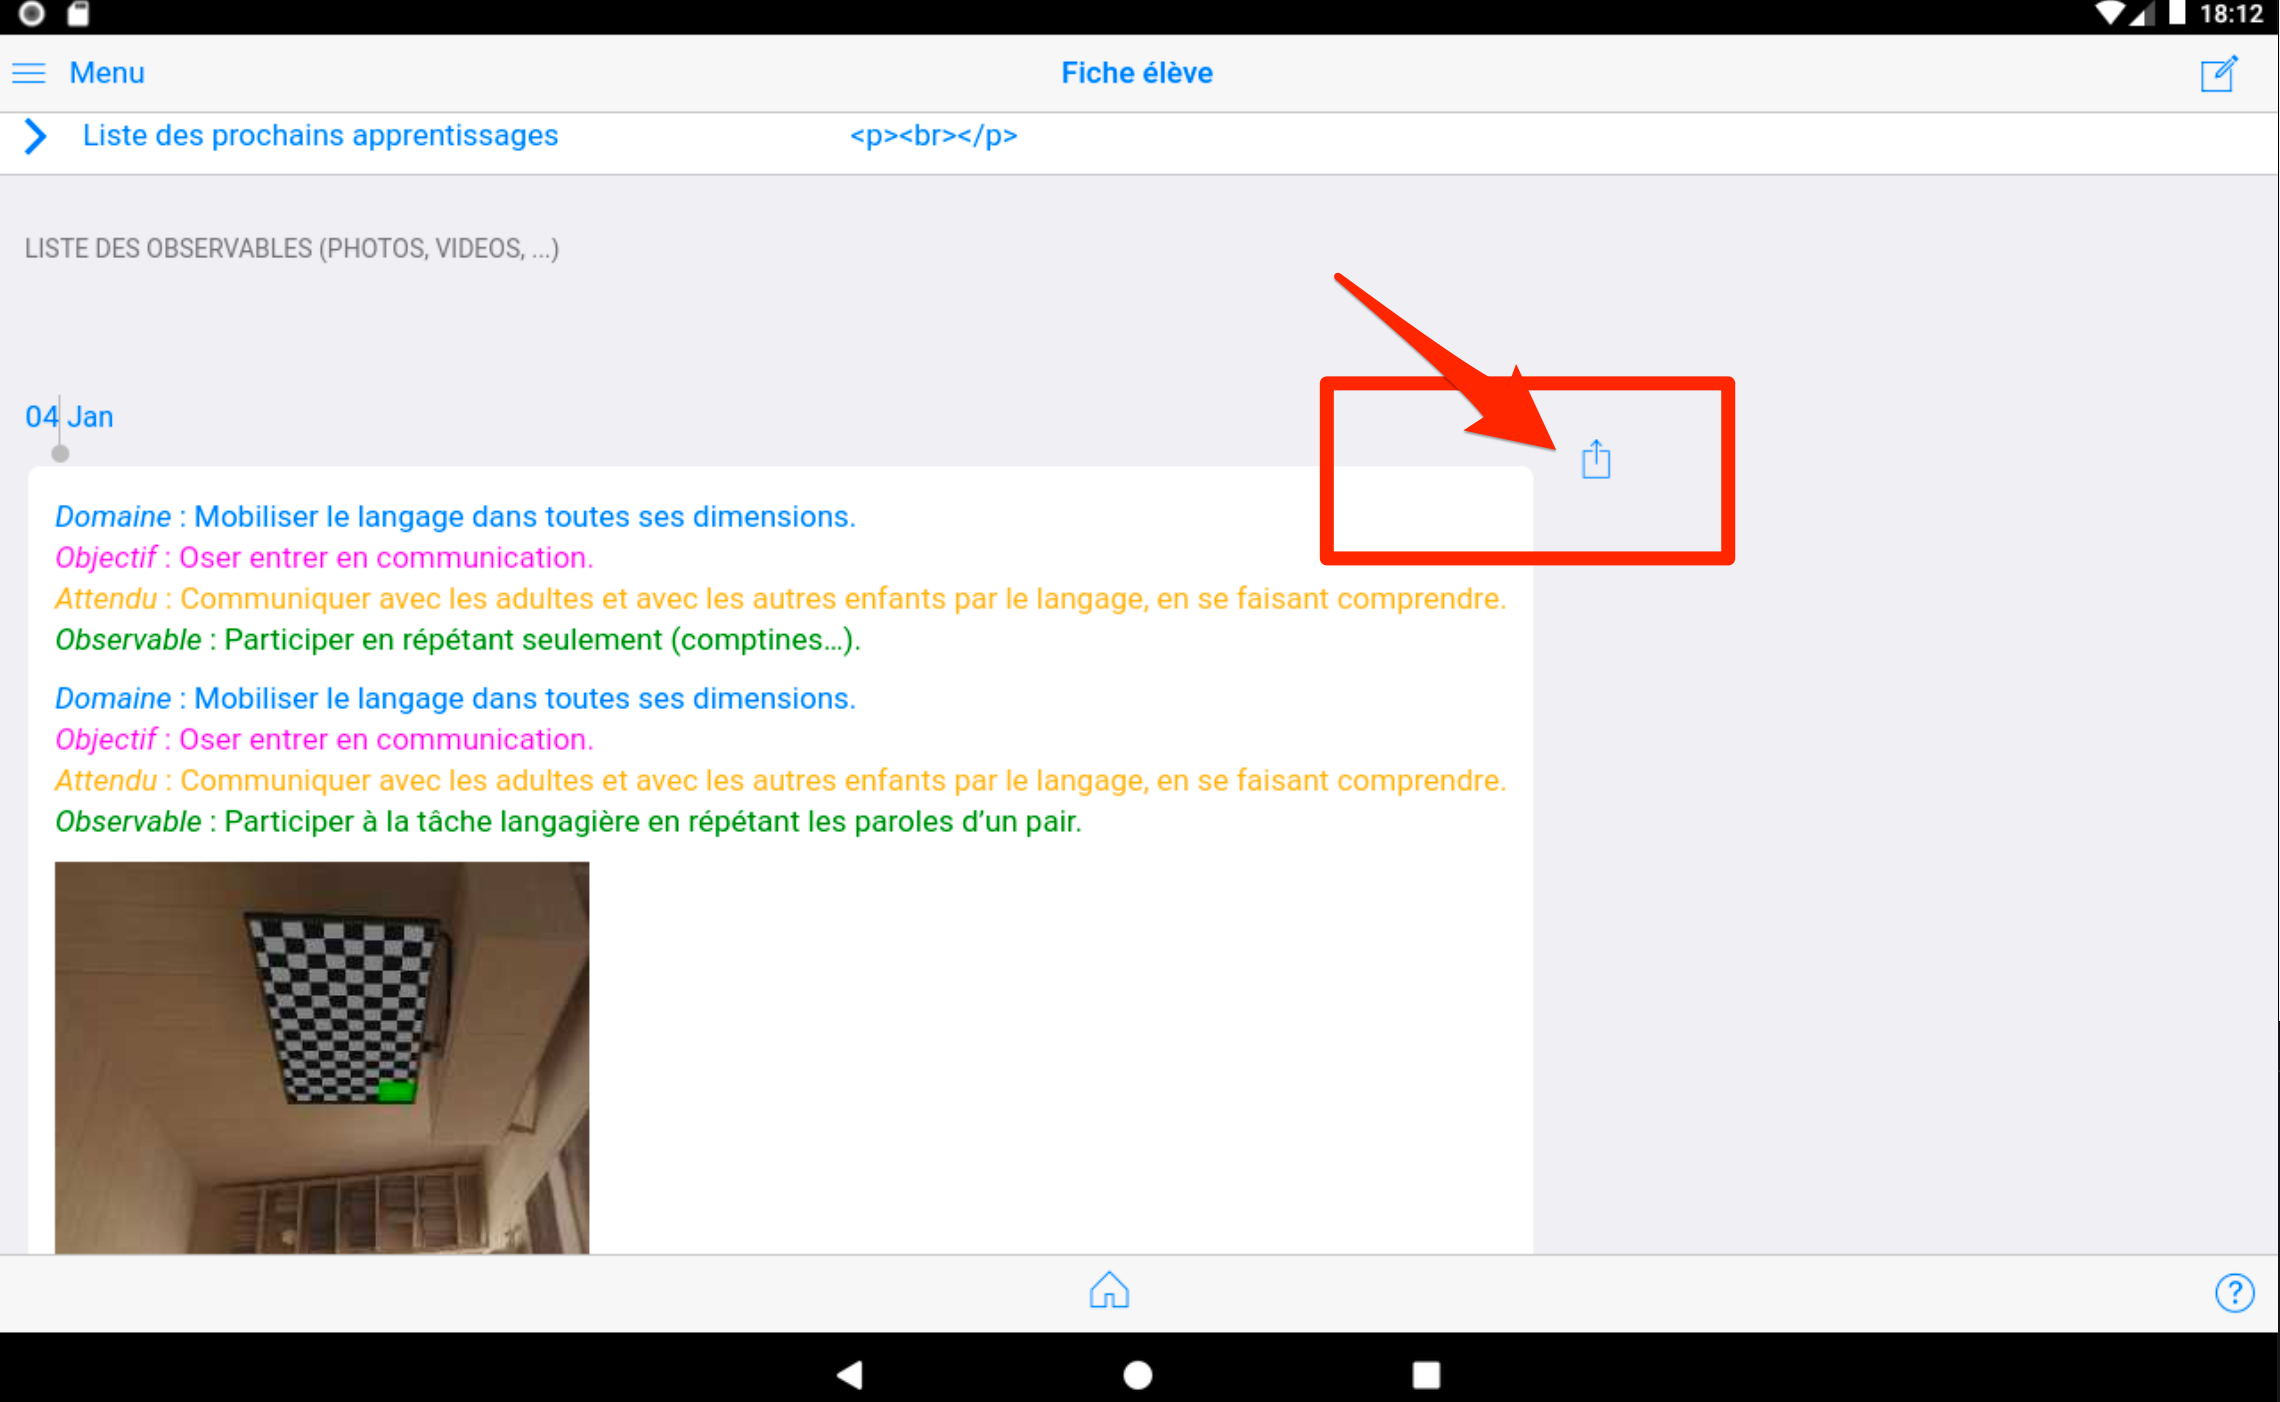 18:12
Menu
Fiche élève
Liste des prochains apprentissages
<p><br></p>
LISTE DES OBSERVABLES (PHOTOS, VIDEOS, ...)
04 Jan
Domaine : Mobiliser le langage dans toutes ses dimensions.
Objectif : Oser entrer en communication.
Attendu : Communiquer avec les adultes et avec les autres enfants par le langage, en se faisant comprendre.
Observable : Participer en répétant seulement (comptines…).
Domaine : Mobiliser le langage dans toutes ses dimensions.
Objectif : Oser entrer en communication.
Attendu : Communiquer avec les adultes et avec les autres enfants par le langage, en se faisant comprendre.
Observable : Participer à la tâche langagière en répétant les paroles d’un pair.
?